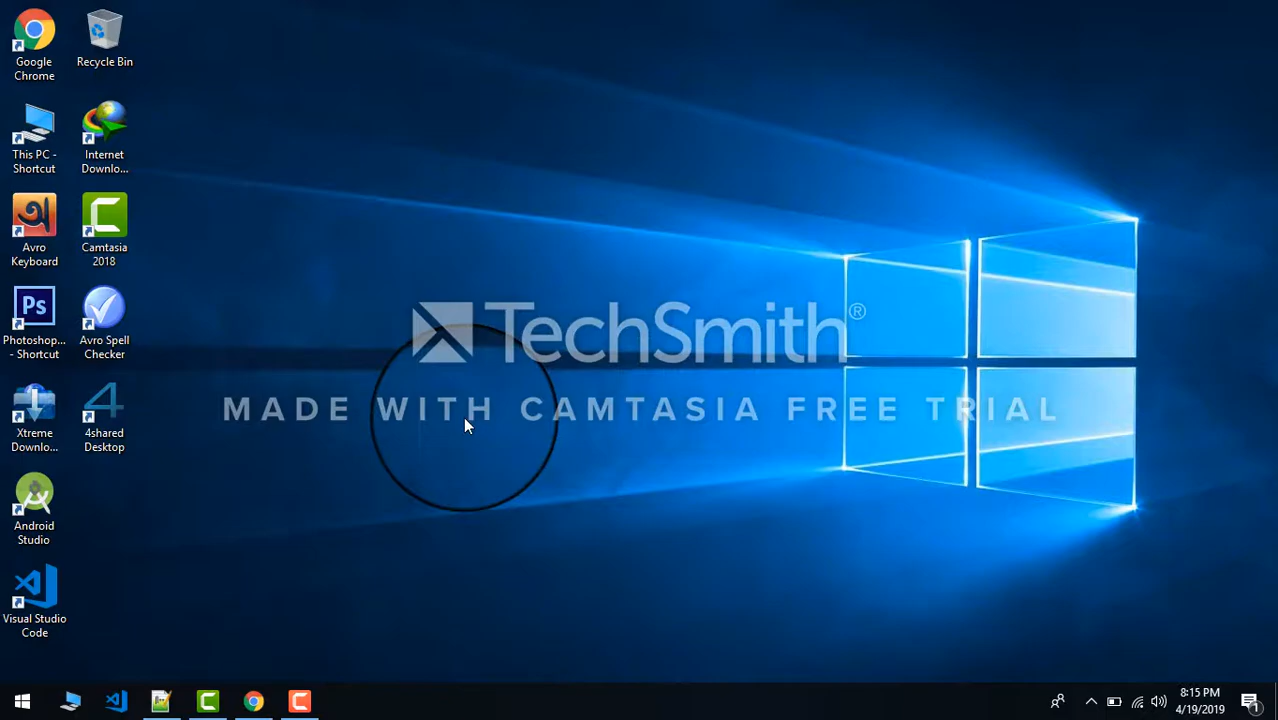 Google
Chrome
Recycle Bin
This PC -
Shortcut
Internet
Downlo...
অ
Avro
Keyboard
Camtasia
2018
Ps
Photoshop...
- Shortcut
Avro Spell
Checker
Xtreme
Downlo...
4shared
Desktop
Android
Studio
Visual Studio
Code
TechSmith®
MADE WITH CAMTASIA FREE TRIAL
8:15 PM
4/19/2019
1